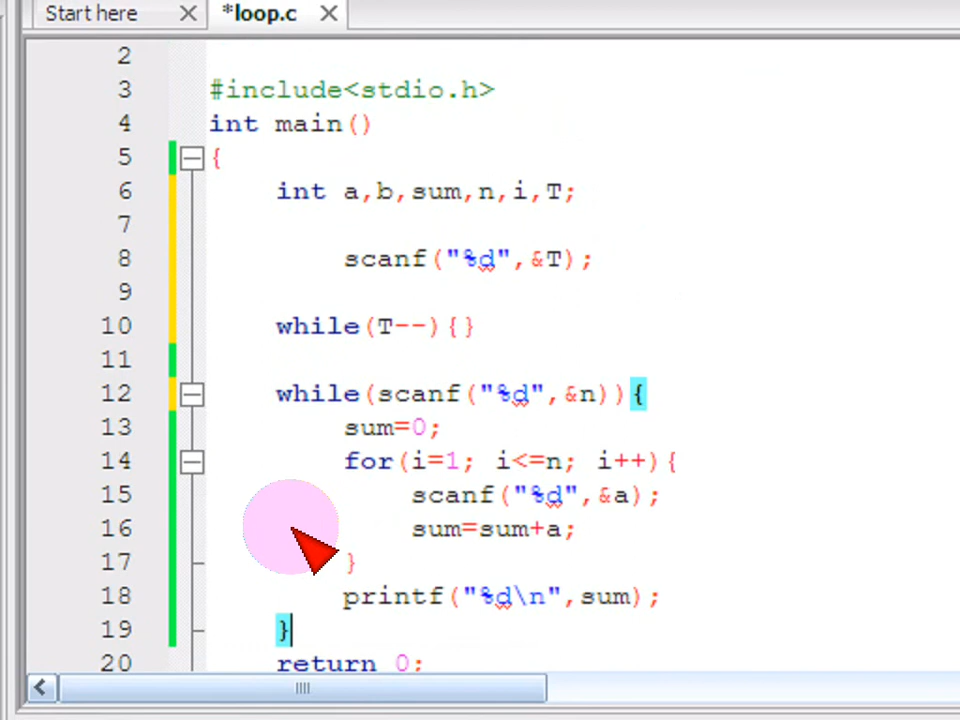 Start here
*loop.c
2
3 #include<stdio.h>
4 int main()
5 {
6 int a,b,sum,n,i,T;
7
8 scanf("%d",&T);
9
10 while(T--){}
11
12 while(scanf("%d",&n)){
13 sum=0;
14 for(i=1; i<=n; i++){
15 scanf("%d",&a);
16 sum=sum+a;
17 }
18 printf("%d\n",sum);
19 }
20 return 0;